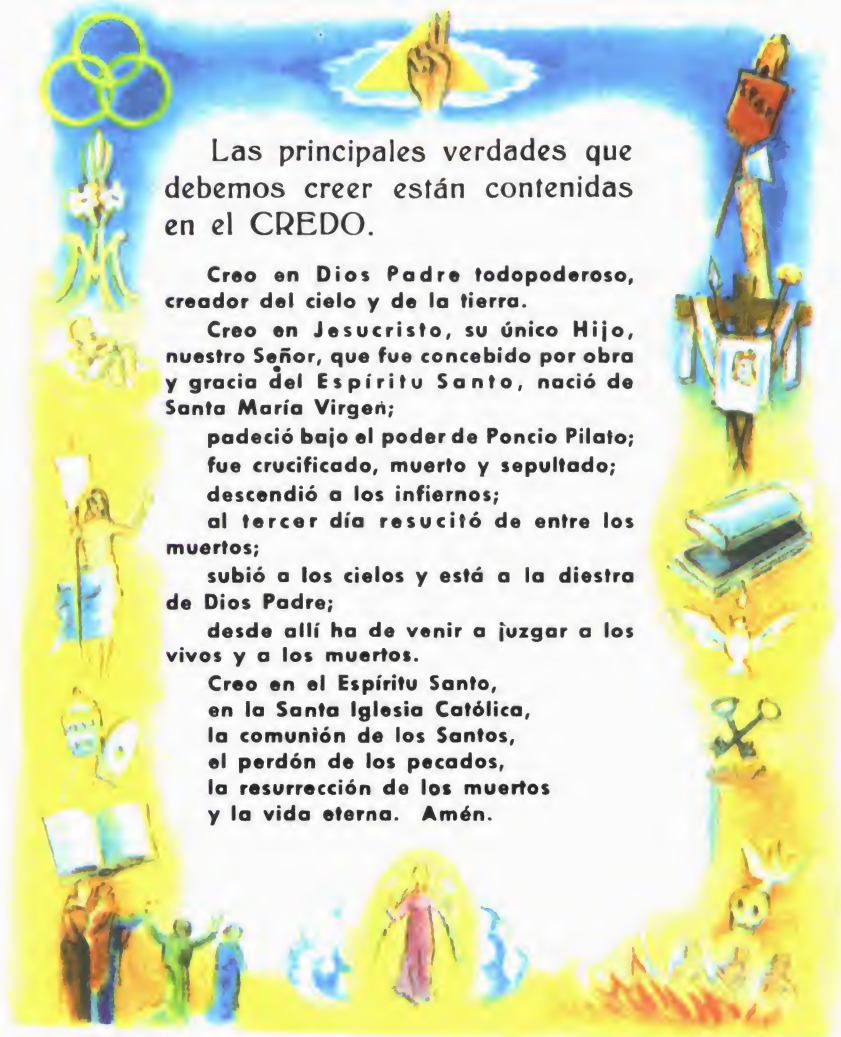 Las principales verdades que
debemos creer están contenidas
en el CREDO.
Creo en Dios Padre todopoderoso,
creador del cielo y de la tierra.
Creo en Jesucristo, su único Hijo,
nuestro Señor, que fue concebido por obra
y gracia del Espíritu Santo, nació de
Santa María Virgen;
padeció bajo el poder de Poncio Pilato;
fue crucificado, muerto y sepultado;
descendió a los infiernos;
al tercer día resucitó de entre los
muertos;
subió a los cielos y está a la diestra
de Dios Padre;
desde allí ha de venir a juzgar a los
vivos y a los muertos.
Creo en el Espíritu Santo,
en la Santa Iglesia Católica,
la comunión de los Santos,
el perdón de los pecados,
la resurrección de los muertos
y la vida eterna. Amén.